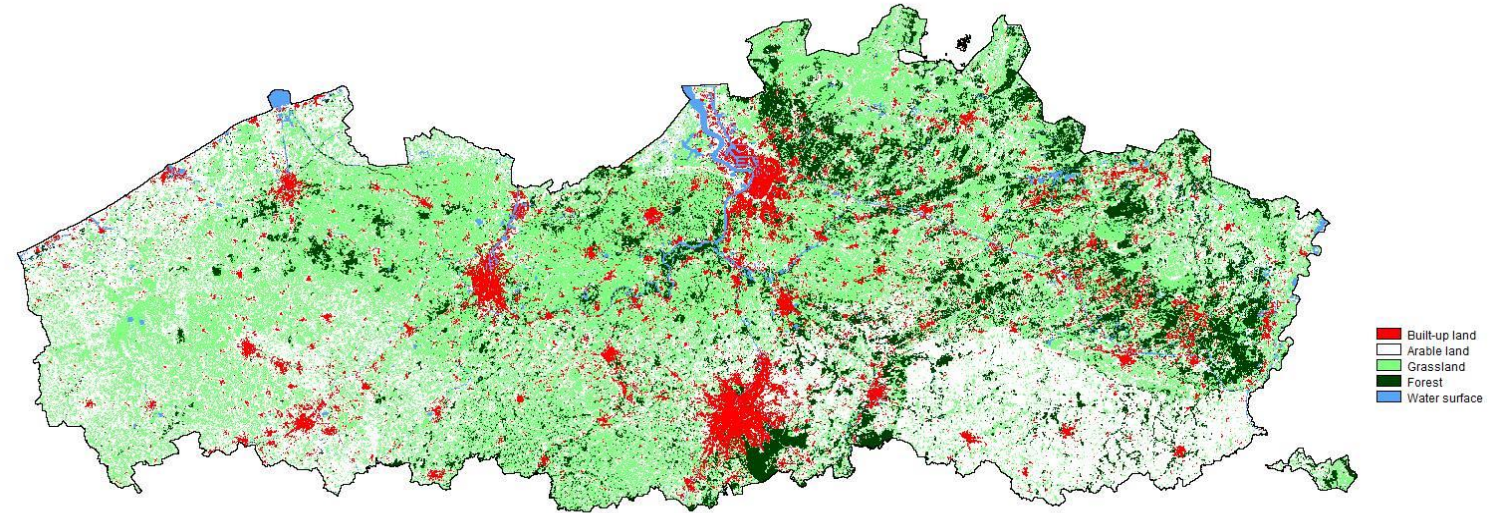 Built-up land
Arable land
Grassland
Forest
Water surface